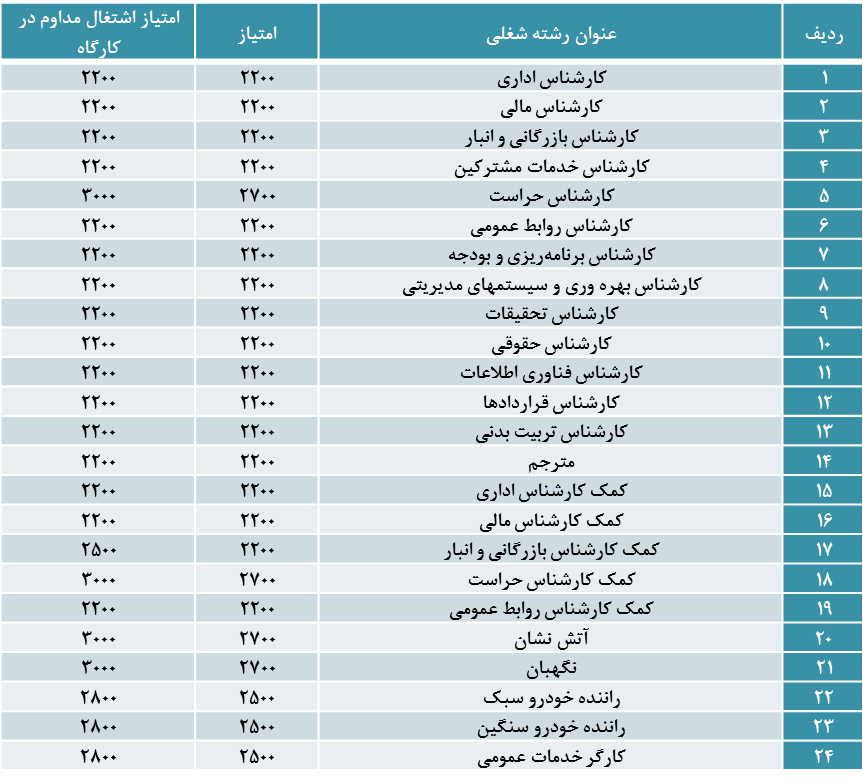 ردیف عنوان رشته شغلی امتیاز امتیاز اشتغال مداوم در کارگاه
۱ کارشناس اداری ۲۲۰۰ ۲۲۰۰
۲ کارشناس مالی ۲۲۰۰ ۲۲۰۰
۳ کارشناس بازرگانی و انبار ۲۲۰۰ ۲۲۰۰
۴ کارشناس خدمات مشترکین ۲۲۰۰ ۲۲۰۰
۵ کارشناس حراست ۲۷۰۰ ۳۰۰۰
۶ کارشناس روابط عمومی ۲۲۰۰ ۲۲۰۰
۷ کارشناس برنامه‌ریزی و بودجه ۲۲۰۰ ۲۲۰۰
۸ کارشناس بهره وری و سیستمهای مدیریتی ۲۲۰۰ ۲۲۰۰
۹ کارشناس تحقیقات ۲۲۰۰ ۲۲۰۰
۱۰ کارشناس حقوقی ۲۲۰۰ ۲۲۰۰
۱۱ کارشناس فناوری اطلاعات ۲۲۰۰ ۲۲۰۰
۱۲ کارشناس قراردادها ۲۲۰۰ ۲۲۰۰
۱۳ کارشناس تربیت بدنی ۲۲۰۰ ۲۲۰۰
۱۴ مترجم ۲۲۰۰ ۲۲۰۰
۱۵ کمک کارشناس اداری ۲۲۰۰ ۲۲۰۰
۱۶ کمک کارشناس مالی ۲۲۰۰ ۲۲۰۰
۱۷ کمک کارشناس بازرگانی و انبار ۲۲۰۰ ۲۵۰۰
۱۸ کمک کارشناس حراست ۲۷۰۰ ۳۰۰۰
۱۹ کمک کارشناس روابط عمومی ۲۲۰۰ ۲۲۰۰
۲۰ آتش نشان ۲۷۰۰ ۳۰۰۰
۲۱ نگهبان ۲۷۰۰ ۳۰۰۰
۲۲ راننده خودرو سبک ۲۵۰۰ ۲۸۰۰
۲۳ راننده خودرو سنگین ۲۵۰۰ ۲۸۰۰
۲۴ کارگر خدمات عمومی ۲۵۰۰ ۲۸۰۰